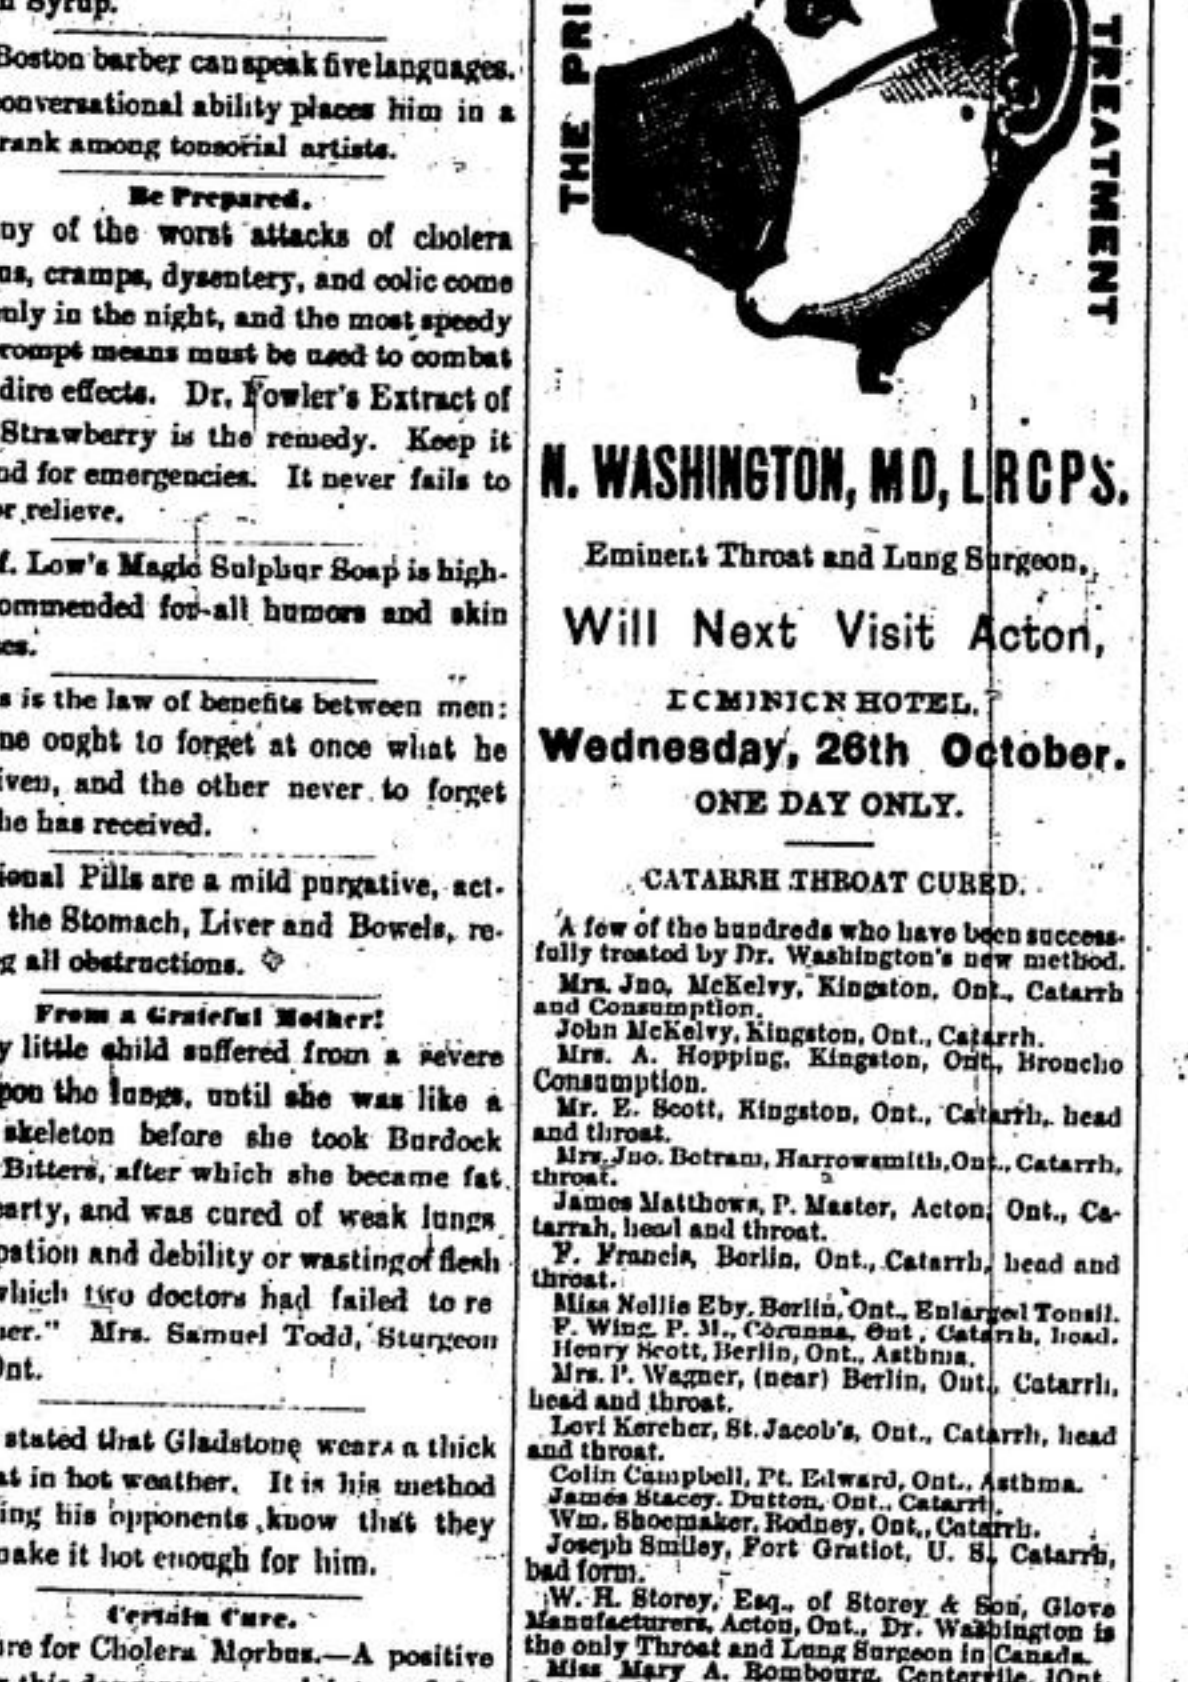 Syrup.
Boston barber can speak five languages.
onversational ability places him in a
rank among tonsorial artists.
Be Prepared.
ny of the worst attacks of cholera
us, cramps, dysentery, and colic come
nly in the night, and the most speedy
rompt means must be used to combat
dire effects. Dr. Fowler's Extract of
Strawberry is the remedy. Keep it
nd for emergencies. It never fails to
or relieve.
f. Low's Magic Sulphur Soap is high-
ommended for all humors and skin
es.
s is the law of benefits between men:
ne ought to forget at once what he
iven, and the other never to forget
he has received.
ional Pills are a mild purgative, act-
the Stomach, Liver and Bowels, re-
g all obstructions.
From a Grateful Mother!
y little child suffered from a severe
pon the lungs, until she was like a
skeleton before she took Burdock
Bitters, after which she became fat
earty, and was cured of weak lungs
pation and debility or wasting of flesh
which two doctors had failed to re
her." Mrs. Samuel Todd, Sturgeon
Ont.
stated that Gladstone wears a thick
at in hot weather. It is his method
ing his opponents know that they
make it hot enough for him.
Certain Cure.
ure for Cholera Morbus.—A positive
THE PRI
TREATMENT
N. WASHINGTON, MD, LRCPS.
Eminent Throat and Lung Surgeon,
Will Next Visit Acton,
DOMINION HOTEL.
Wednesday, 26th October.
ONE DAY ONLY.
CATARRH THROAT CURED.
A few of the hundreds who have been success-
fully treated by Dr. Washington's new method.
Mrs. Jno. McKelvy, Kingston, Ont., Catarrh
and Consumption.
John McKelvy, Kingston, Ont., Catarrh.
Mrs. A. Hopping, Kingston, Ont., Broncho
Consumption.
Mr. E. Scott, Kingston, Ont., Catarrh, head
and throat.
Mrs. Jno. Botram, Harrowsmith, Ont., Catarrh,
throat.
James Matthews, P. Master, Acton, Ont., Ca-
tarrah, head and throat.
F. Francis, Berlin, Ont., Catarrh, head and
throat.
Miss Nellie Eby, Berlin, Ont., Enlarged Tonsil.
F. Wing, P. M., Corunna, Ont, Catarrh, head.
Henry Scott, Berlin, Ont., Asthma.
Mrs. P. Wagner, (near) Berlin, Ont., Catarrh,
head and throat.
Levi Kercher, St. Jacob's, Ont., Catarrh, head
and throat.
Colin Campbell, Pt. Edward, Ont., Asthma.
James Stacey, Dutton, Ont., Catarrh.
Wm. Shoemaker, Rodney, Ont., Catarrh.
Joseph Smiley, Fort Gratiot, U. S., Catarrh,
bad form.
W. H. Storey, Esq., of Storey & Son, Glove
Manufacturers, Acton, Ont., Dr. Washington is
the only Throat and Lung Surgeon in Canada.
Miss Mary A. Bombourg, Centerville, Ont.